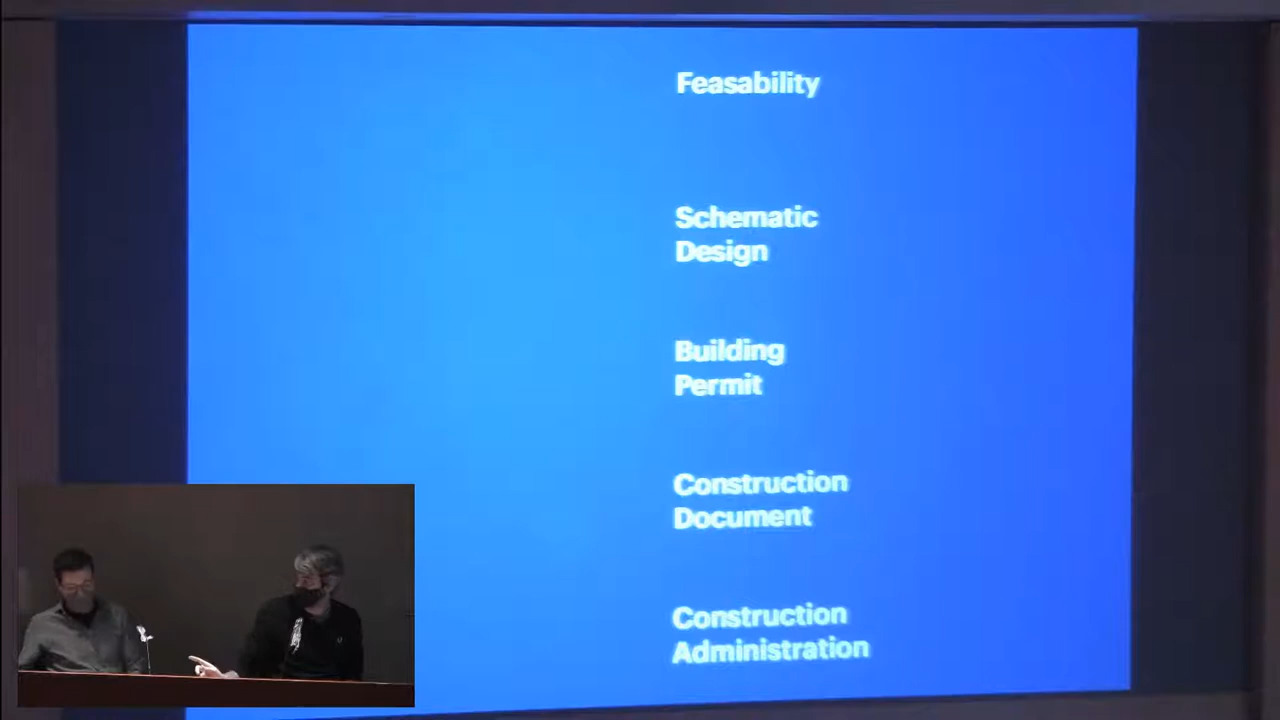 Feasability
Schematic
Design
Building
Permit
Construction
Document
Construction
Administration